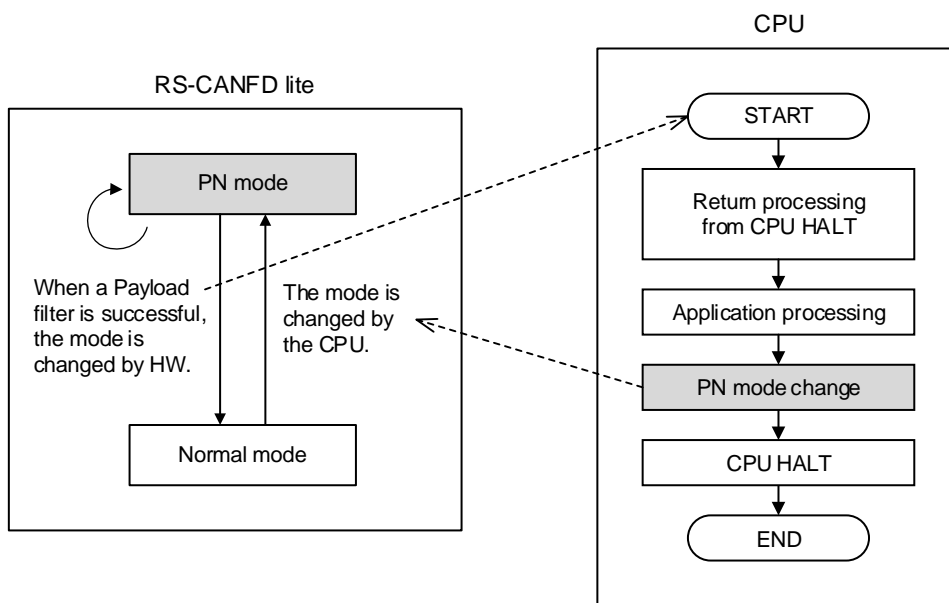 RS-CANFD lite
PN mode
When a Payload
filter is successful,
the mode is
changed by HW.
The mode is
changed by
the CPU.
Normal mode
CPU
START
Return processing
from CPU HALT
Application processing
PN mode change
CPU HALT
END